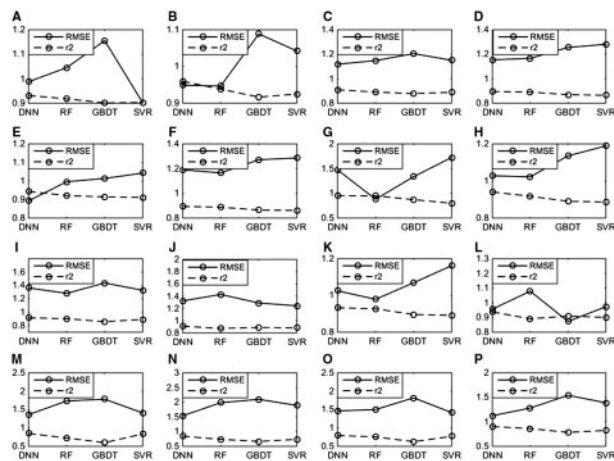 A
1.2
1.1
1
0.9
RMSE
r2
DNN RF GBDT SVR
B
1.1
1
0.9
RMSE
r2
DNN RF GBDT SVR
C
1.4
1.2
1
0.8
RMSE
r2
DNN RF GBDT SVR
D
1.4
1.2
1
0.8
RMSE
r2
DNN RF GBDT SVR
E
1.2
1.1
1
0.9
0.8
RMSE
r2
DNN RF GBDT SVR
F
1.4
1.2
1
0.8
RMSE
r2
DNN RF GBDT SVR
G
2
1.5
1
0.5
RMSE
r2
DNN RF GBDT SVR
H
1.2
1
0.8
RMSE
r2
DNN RF GBDT SVR
I
1.6
1.4
1.2
1
0.8
RMSE
r2
DNN RF GBDT SVR
J
2
1.8
1.6
1.4
1.2
1
0.8
RMSE
r2
DNN RF GBDT SVR
K
1.2
1
0.8
RMSE
r2
DNN RF GBDT SVR
L
1.3
1.2
1.1
1
0.9
0.8
RMSE
r2
DNN RF GBDT SVR
M
2.5
2
1.5
1
0.5
RMSE
r2
DNN RF GBDT SVR
N
3
2.5
2
1.5
1
0.5
RMSE
r2
DNN RF GBDT SVR
O
2.5
2
1.5
1
0.5
RMSE
r2
DNN RF GBDT SVR
P
2
1.5
1
0.5
RMSE
r2
DNN RF GBDT SVR